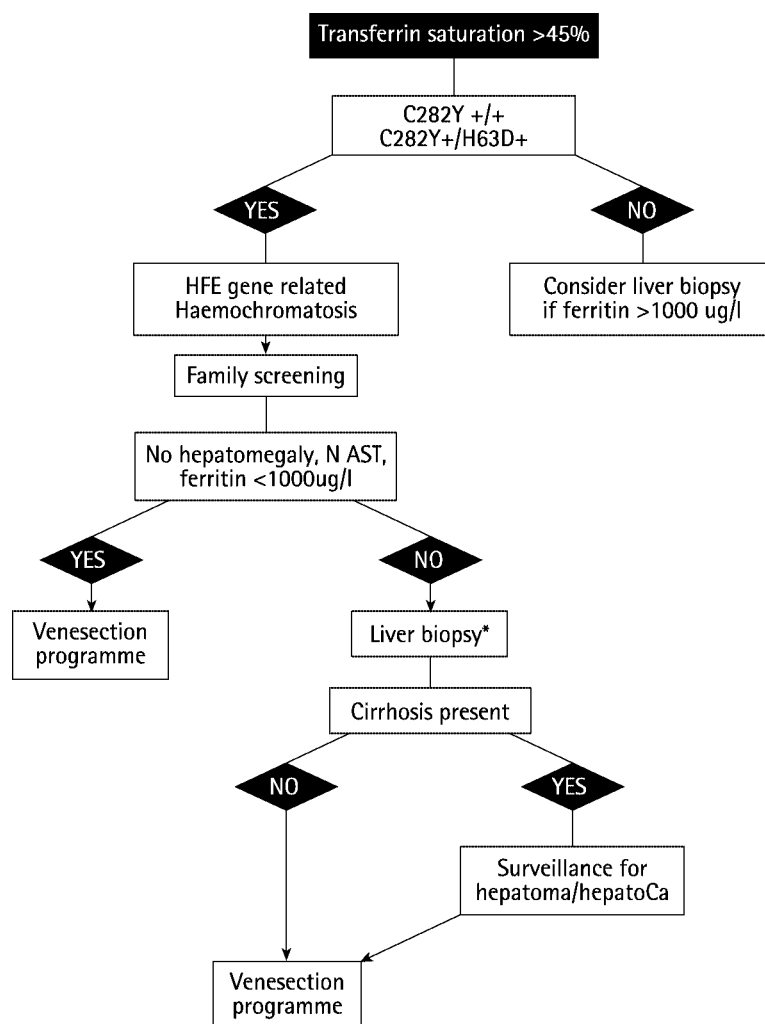 Transferrin saturation >45%
C282Y +/+
C282Y+/H63D+
YES
NO
HFE gene related
Haemochromatosis
Consider liver biopsy
if ferritin >1000 ug/l
Family screening
No hepatomegaly, N AST,
ferritin <1000ug/l
YES
NO
Venesection
programme
Liver biopsy*
Cirrhosis present
NO
YES
Surveillance for
hepatoma/hepatoCa
Venesection
programme